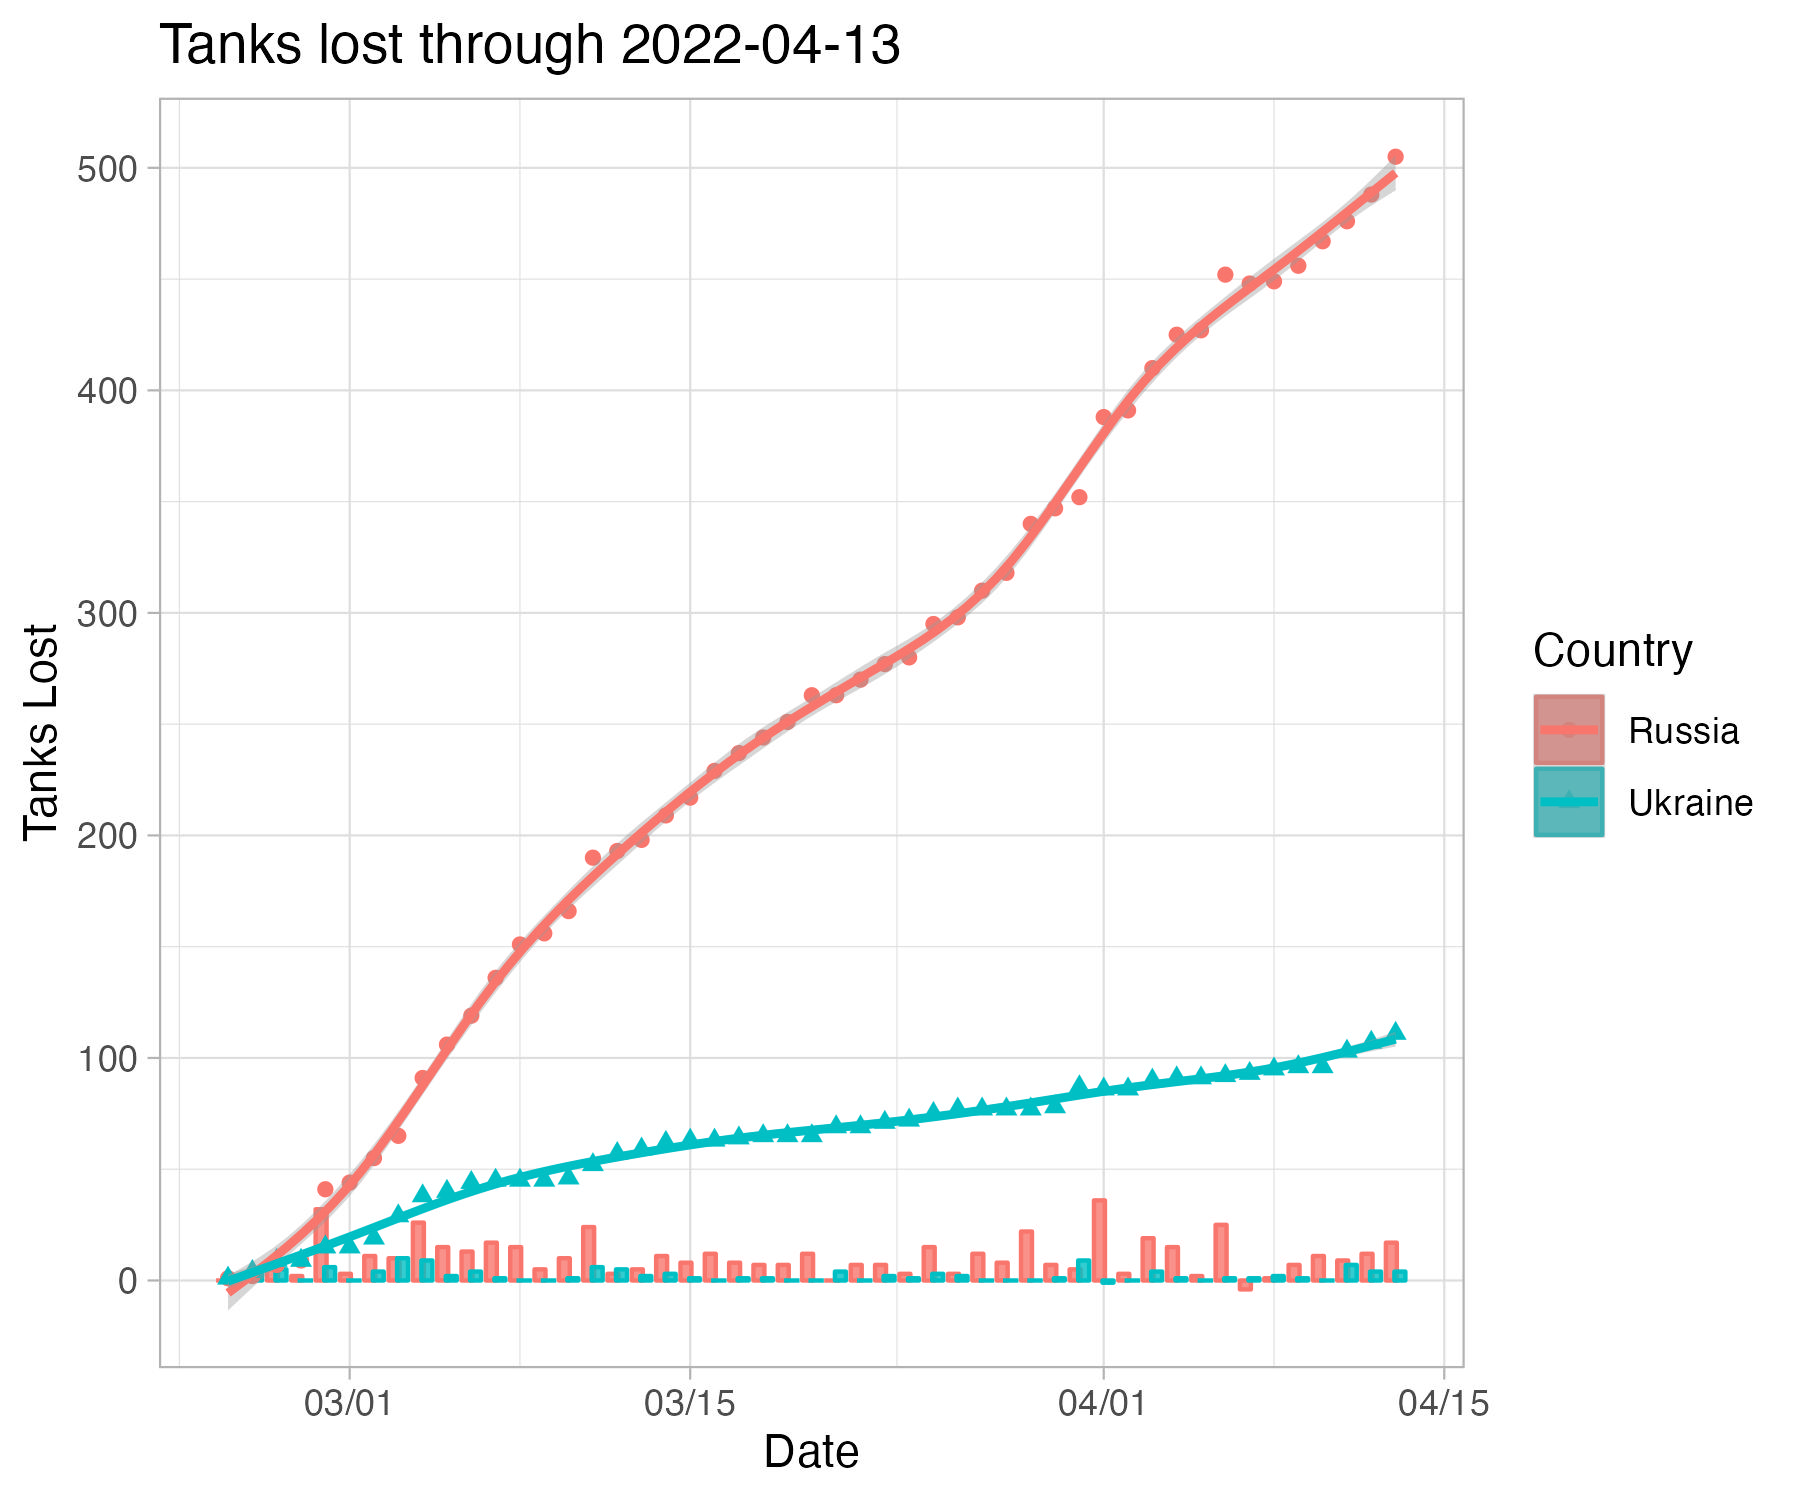 Tanks lost through 2022-04-13
Tanks Lost
500
400
300
200
100
0
03/01
03/15
04/01
04/15
Date
Country
Russia
Ukraine